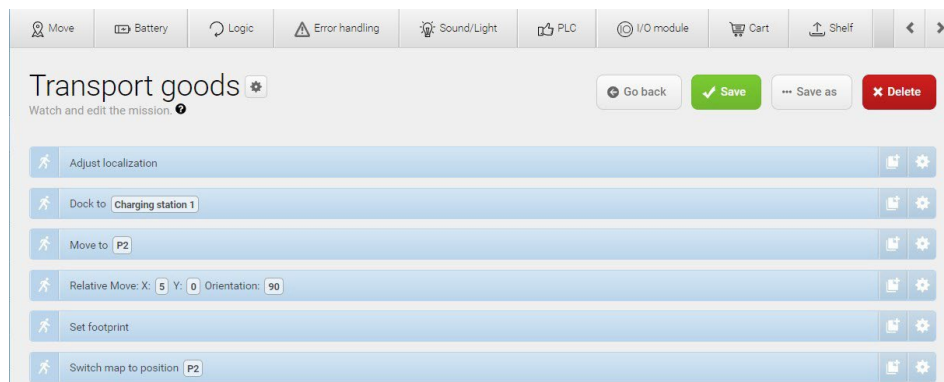 Move Battery Logic Error handling Sound/Light PLC I/O module Cart Shelf
Transport goods
Go back Save Save as Delete
Watch and edit the mission.
Adjust localization
Dock to Charging station 1
Move to P2
Relative Move: X: 5 Y: 0 Orientation: 90
Set footprint
Switch map to position P2